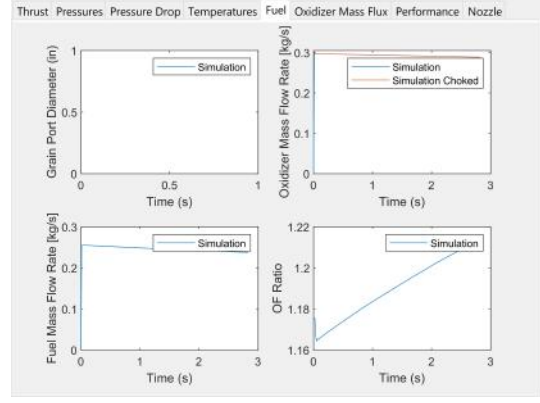 Thrust Pressures Pressure Drop Temperatures Fuel Oxidizer Mass Flux Performance Nozzle
Grain Port Diameter (in)
1
0.5
0
0 0.5 1
Time (s)
Simulation
Oxidizer Mass Flow Rate [kg/s]
0.3
0.2
0.1
0
0 1 2 3
Time (s)
Simulation
Simulation Choked
Fuel Mass Flow Rate [kg/s]
0.3
0.2
0.1
0
0 1 2 3
Time (s)
Simulation
OF Ratio
1.22
1.2
1.18
1.16
0 1 2 3
Time (s)
Simulation